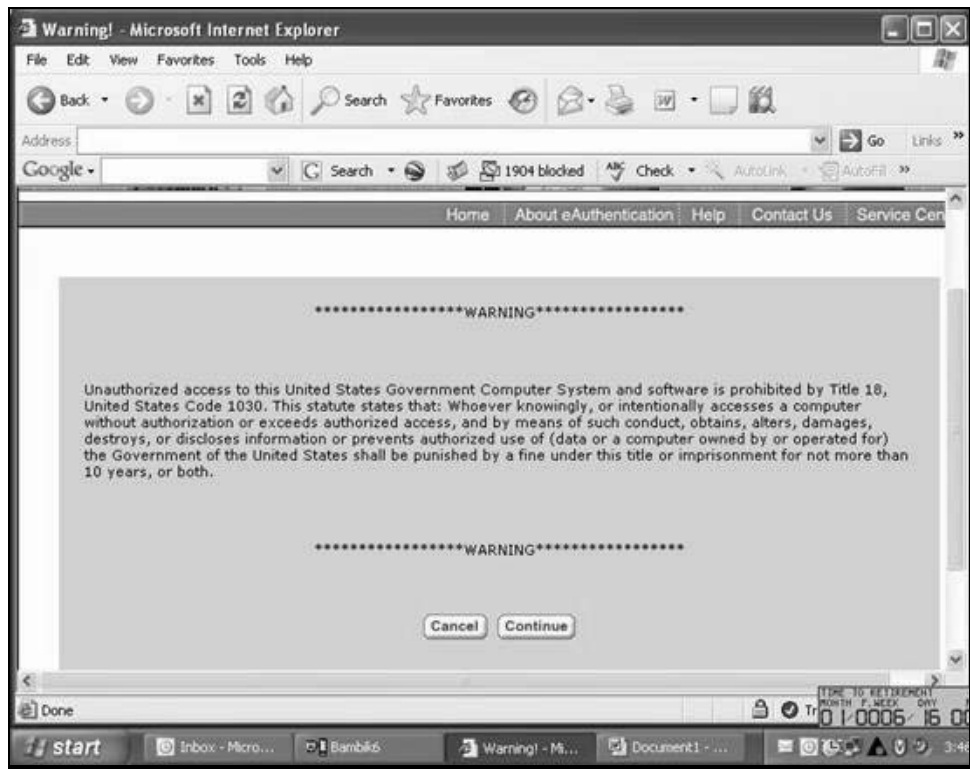 Warning! - Microsoft Internet Explorer
File Edit View Favorites Tools Help
Back Search Favorites
Address Go Links »
Google Search 1904 blocked Check AutoLink AutoFill »
Home About eAuthentication Help Contact Us Service Cen
*****************WARNING*****************
Unauthorized access to this United States Government Computer System and software is prohibited by Title 18,
United States Code 1030. This statute states that: Whoever knowingly, or intentionally accesses a computer
without authorization or exceeds authorized access, and by means of such conduct, obtains, alters, damages,
destroys, or discloses information or prevents authorized use of (data or a computer owned by or operated for)
the Government of the United States shall be punished by a fine under this title or imprisonment for not more than
10 years, or both.
*****************WARNING*****************
Cancel Continue
Done Tr
TIME TO RETIREMENT
MONTH DAY
start Inbox - Micro... Bambik6 Warning! - Mi... Document1 - ... 3:46